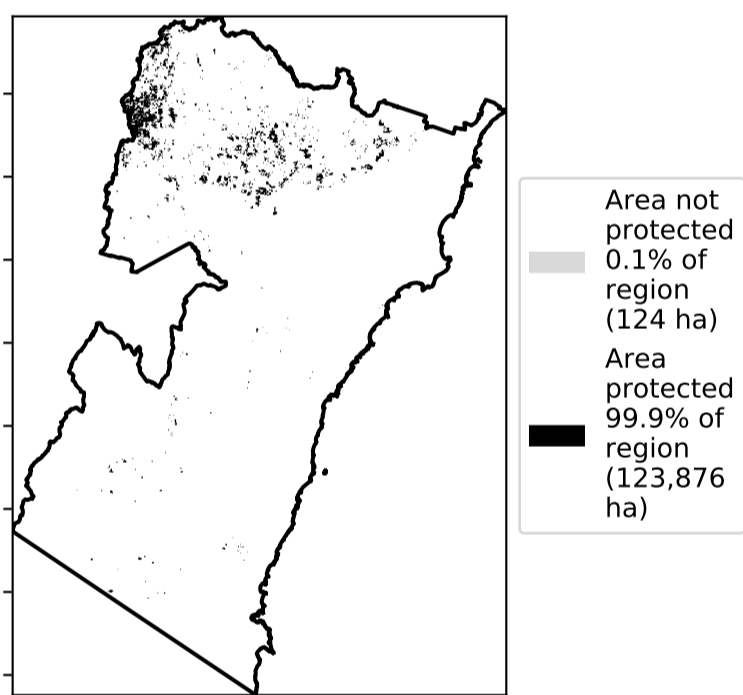 Area not
protected
0.1% of
region
(124 ha)
Area
protected
99.9% of
region
(123,876
ha)